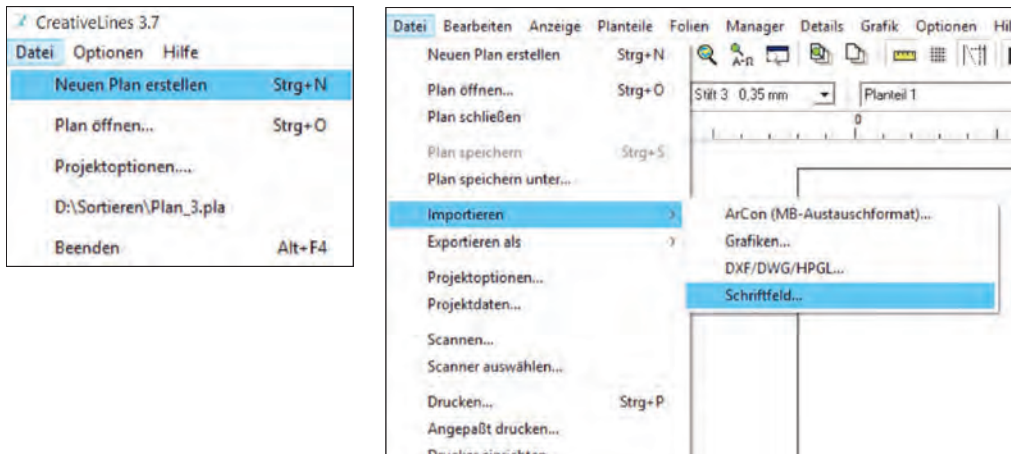 CreativeLines 3.7
Datei Optionen Hilfe
Neuen Plan erstellen Strg+N
Plan öffnen... Strg+O
Projektoptionen....
D:\Sortieren\Plan_3.pla
Beenden Alt+F4
Datei Bearbeiten Anzeige Planteile Folien Manager Details Grafik Optionen
Neuen Plan erstellen Strg+N
A-n
Plan öffnen... Strg+O
Stift 3 0,35 mm
Planteil 1
Plan schließen
0
Plan speichern Strg+S
Plan speichern unter...
Importieren
ArCon (MB-Austauschformat)...
Exportieren als
Grafiken...
DXF/DWG/HPGL...
Projektoptionen...
Schriftfeld...
Projektdaten...
Scannen...
Scanner auswählen...
Drucken... Strg+P
Angepaßt drucken...